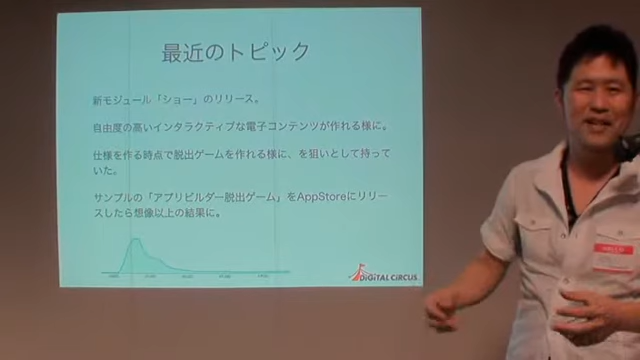 最近のトピック
新モジュール「ショー」のリリース。
自由度の高いインタラクティブな電子コンテンツが作れる様に。
仕様を作る時点で脱出ゲームを作れる様に、を狙いとして持って
いた。
サンプルの「アプリビルダー脱出ゲーム」をAppStoreにリリー
スしたら想像以上の結果に。
DiGiTAL CiRCUS